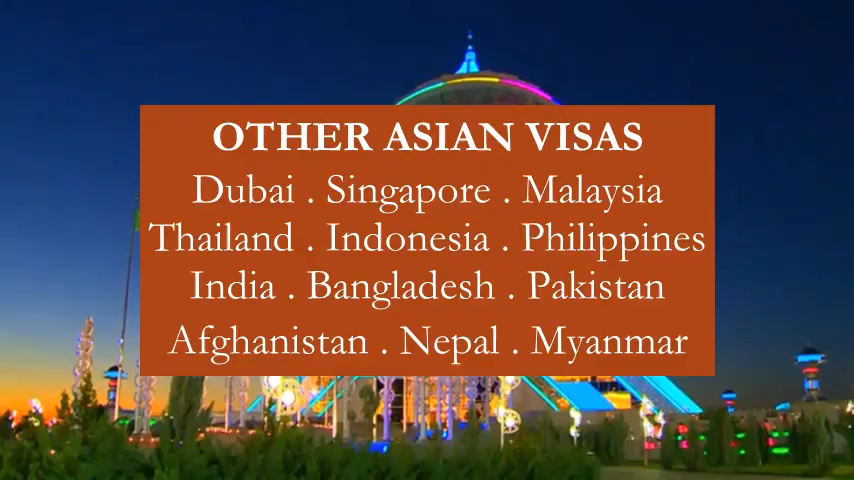 OTHER ASIAN VISAS
Dubai . Singapore . Malaysia
Thailand . Indonesia . Philippines
India . Bangladesh . Pakistan
Afghanistan . Nepal . Myanmar